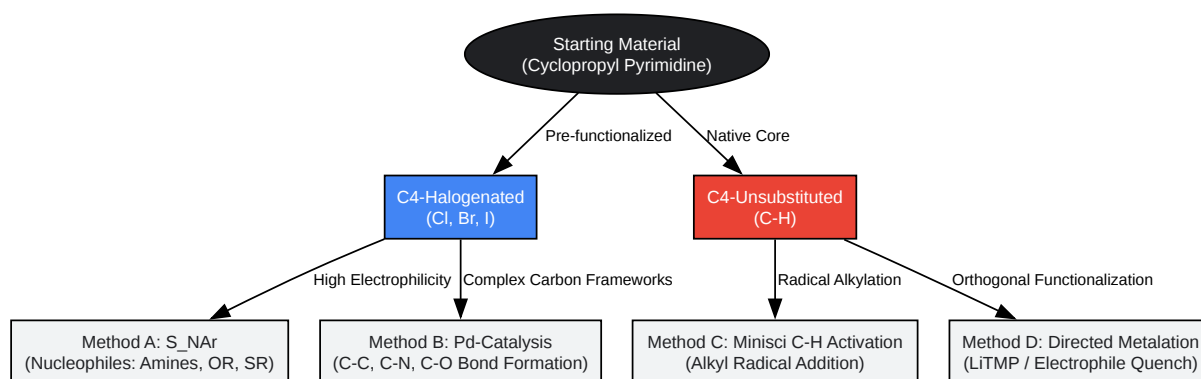 Starting Material
(Cyclopropyl Pyrimidine)
Pre-functionalized
Native Core
C4-Halogenated
(Cl, Br, I)
C4-Unsubstituted
(C-H)
High Electrophilicity
Complex Carbon Frameworks
Radical Alkylation
Orthogonal Functionalization
Method A: S_NAr
(Nucleophiles: Amines, OR, SR)
Method B: Pd-Catalysis
(C-C, C-N, C-O Bond Formation)
Method C: Minisci C-H Activation
(Alkyl Radical Addition)
Method D: Directed Metalation
(LiTMP / Electrophile Quench)